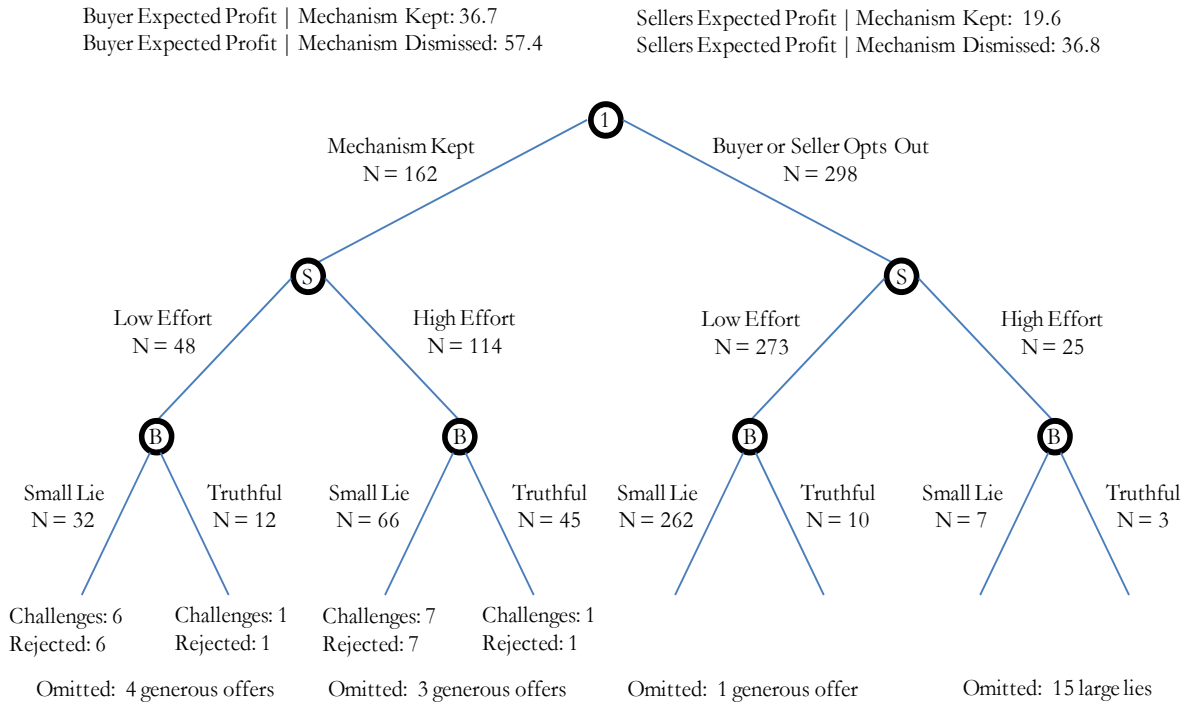 Buyer Expected Profit | Mechanism Kept: 36.7
Buyer Expected Profit | Mechanism Dismissed: 57.4
Sellers Expected Profit | Mechanism Kept: 19.6
Sellers Expected Profit | Mechanism Dismissed: 36.8
1
Mechanism Kept
N = 162
Buyer or Seller Opts Out
N = 298
S
S
Low Effort
N = 48
High Effort
N = 114
Low Effort
N = 273
High Effort
N = 25
B
B
B
B
Small Lie
N = 32
Truthful
N = 12
Small Lie
N = 66
Truthful
N = 45
Small Lie
N = 262
Truthful
N = 10
Small Lie
N = 7
Truthful
N = 3
Challenges: 6
Rejected: 6
Challenges: 1
Rejected: 1
Challenges: 7
Rejected: 7
Challenges: 1
Rejected: 1
Omitted: 4 generous offers
Omitted: 3 generous offers
Omitted: 1 generous offer
Omitted: 15 large lies